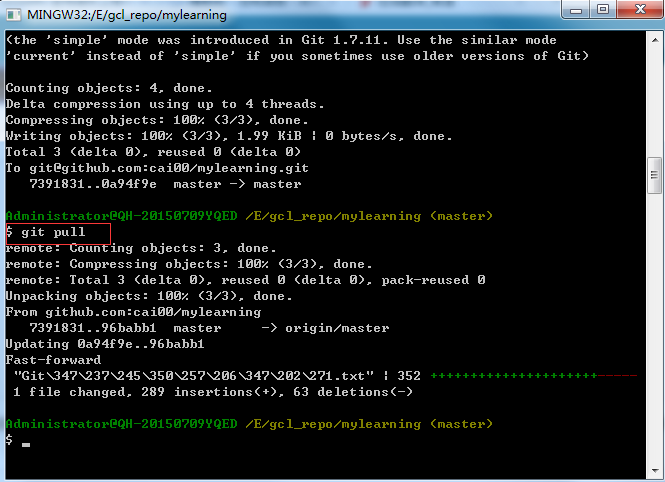 MINGW32:/E/gcl_repo/mylearning
(the 'simple' mode was introduced in Git 1.7.11. Use the similar mode
'current' instead of 'simple' if you sometimes use older versions of Git)
Counting objects: 4, done.
Delta compression using up to 4 threads.
Compressing objects: 100% (3/3), done.
Writing objects: 100% (3/3), 1.99 KiB | 0 bytes/s, done.
Total 3 (delta 0), reused 0 (delta 0)
To git@github.com:cai00/mylearning.git
   7391831..0a94f9e  master -> master
Administrator@QH-20150709YQED /E/gcl_repo/mylearning (master)
$ git pull
remote: Counting objects: 3, done.
remote: Compressing objects: 100% (3/3), done.
remote: Total 3 (delta 0), reused 0 (delta 0), pack-reused 0
Unpacking objects: 100% (3/3), done.
From github.com:cai00/mylearning
   7391831..96babb1  master     -> origin/master
Updating 0a94f9e..96babb1
Fast-forward
 "Git\347\237\245\350\257\206\347\202\271.txt" | 352 +++++++++++++++++++++-----
 1 file changed, 289 insertions(+), 63 deletions(-)
Administrator@QH-20150709YQED /E/gcl_repo/mylearning (master)
$